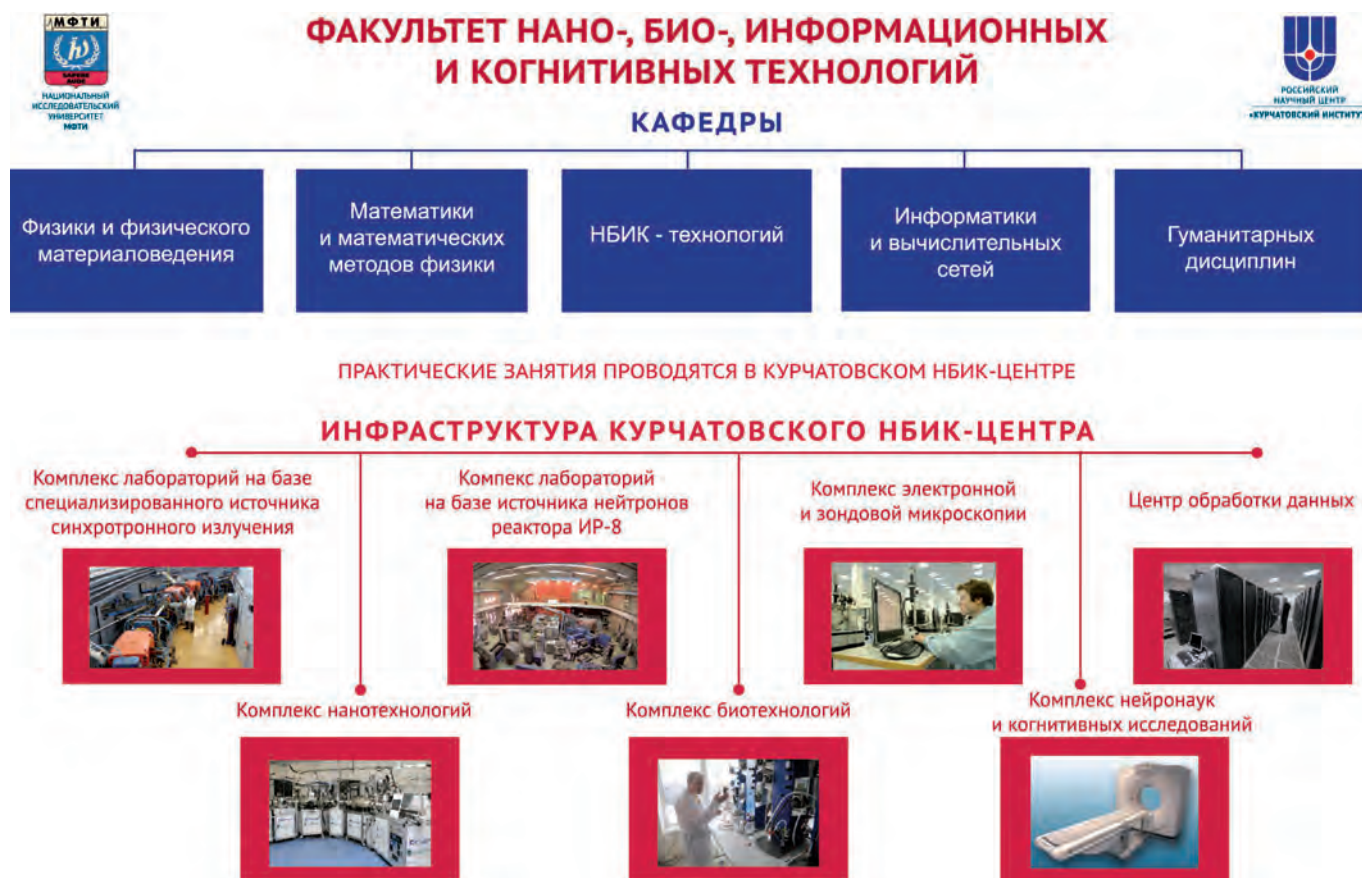 МФТИ
НАЦИОНАЛЬНЫЙ
ИССЛЕДОВАТЕЛЬСКИЙ
УНИВЕРСИТЕТ
МФТИ
ФАКУЛЬТЕТ НАНО-, БИО-, ИНФОРМАЦИОННЫХ
И КОГНИТИВНЫХ ТЕХНОЛОГИЙ
РОССИЙСКИЙ
НАУЧНЫЙ ЦЕНТР
«КУРЧАТОВСКИЙ ИНСТИТУ
КАФЕДРЫ
Физики и физического
материаловедения
Математики
и математических
методов физики
НБИК - технологий
Информатики
и вычислительных
сетей
Гуманитарных
дисциплин
ПРАКТИЧЕСКИЕ ЗАНЯТИЯ ПРОВОДЯТСЯ В КУРЧАТОВСКОМ НБИК-ЦЕНТРЕ
ИНФРАСТРУКТУРА КУРЧАТОВСКОГО НБИК-ЦЕНТРА
Комплекс лабораторий на базе
специализированного источника
синхротронного излучения
Компекс лабораторий
на базе источника нейтронов
реактора ИР-8
Комплекс электронной
и зондовой микроскопии
Центр обработки данных
Комплекс нанотехнологий
Комплекс биотехнологий
Комплекс нейронаук
и когнитивных исследований